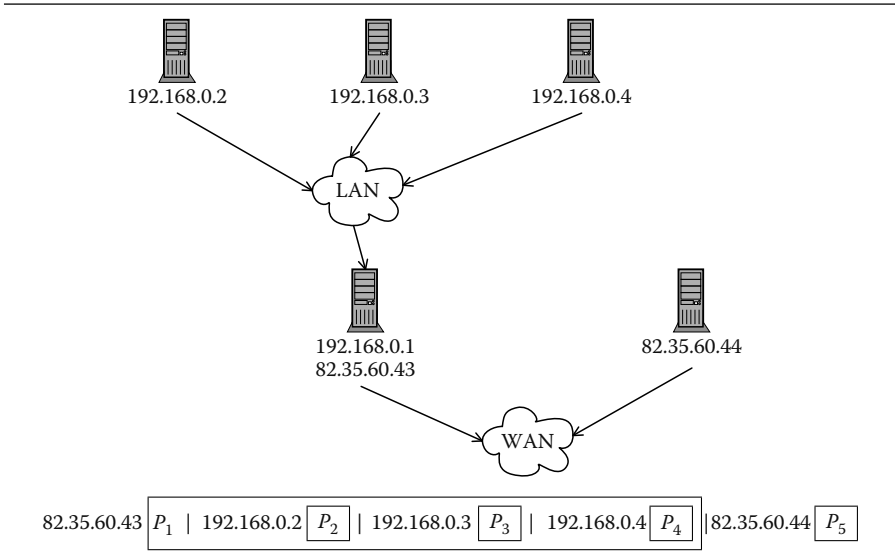 192.168.0.2 192.168.0.3 192.168.0.4
LAN
192.168.0.1 82.35.60.44
82.35.60.43
WAN
82.35.60.43 P₁ | 192.168.0.2 P₂ | 192.168.0.3 P₃ | 192.168.0.4 P₄ |82.35.60.44 P₅